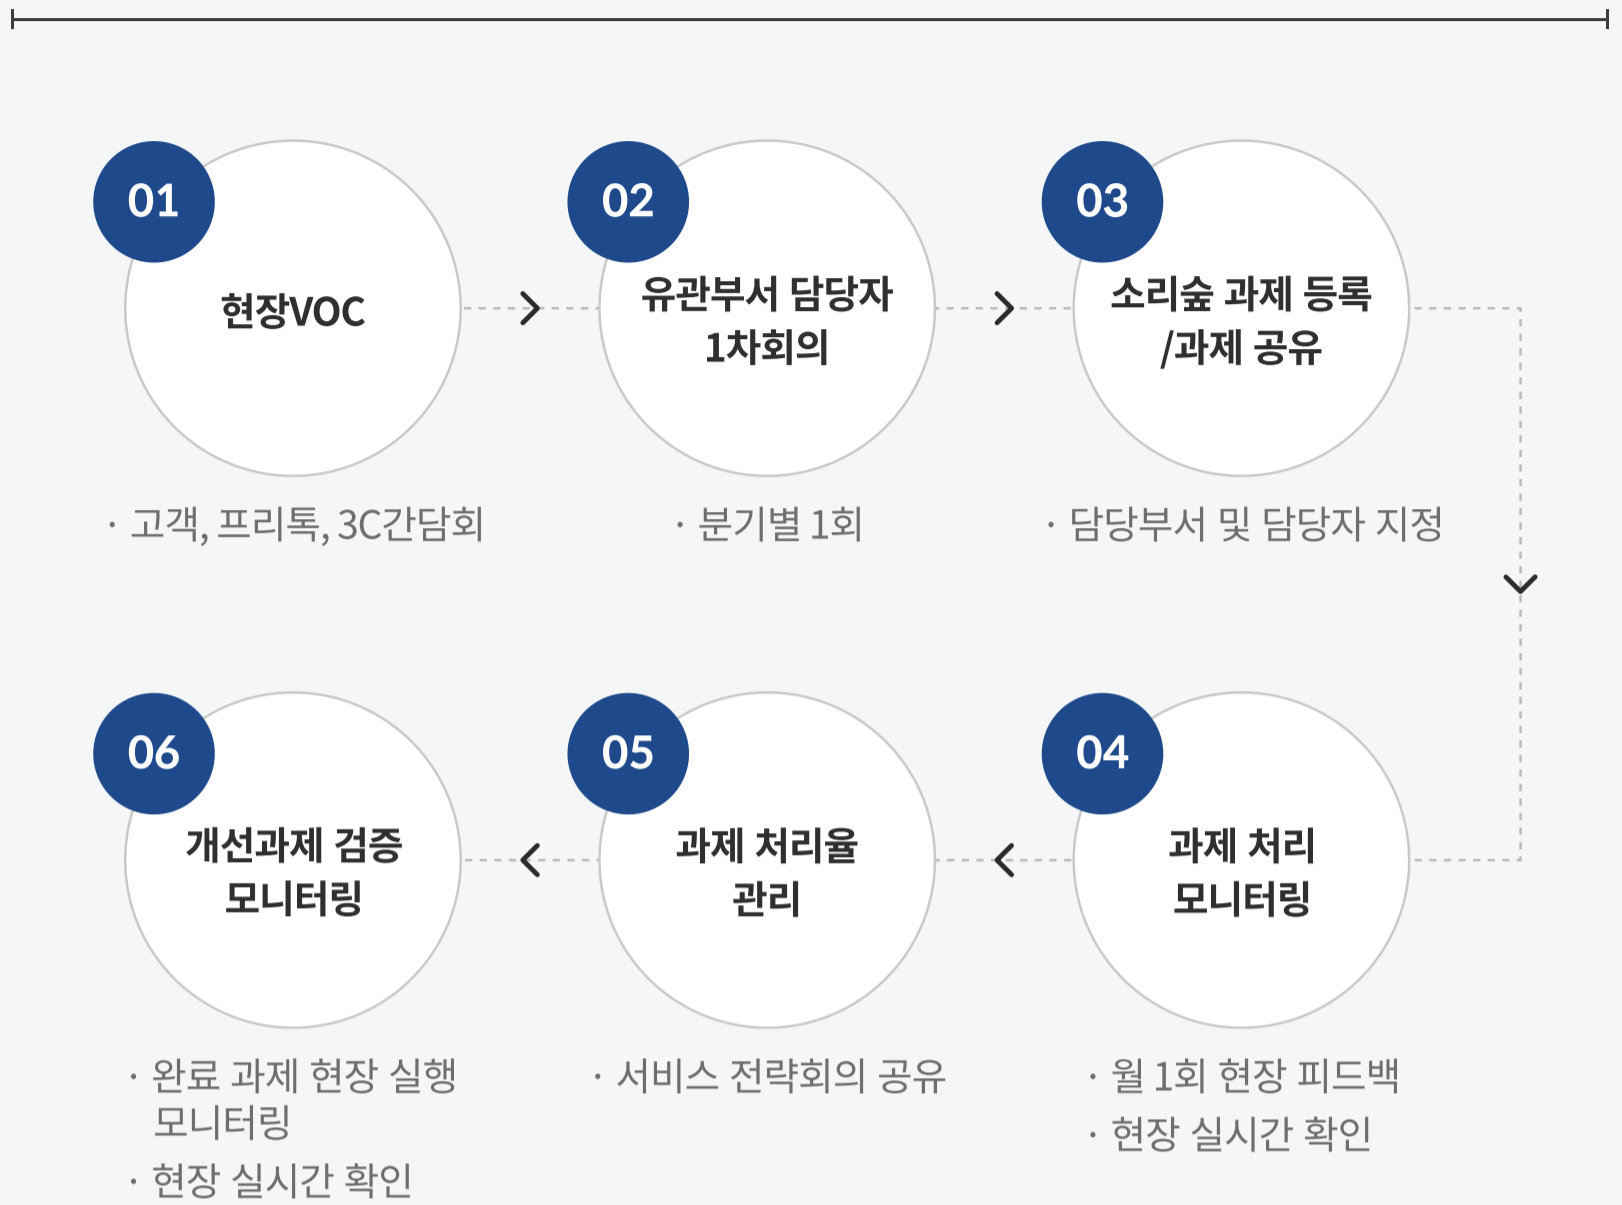 01
현장VOC
· 고객, 프리톡, 3C간담회
02
유관부서 담당자
1차회의
· 분기별 1회
03
소리숲 과제 등록
/과제 공유
· 담당부서 및 담당자 지정
04
과제 처리
모니터링
· 월 1회 현장 피드백
· 현장 실시간 확인
05
과제 처리율
관리
· 서비스 전략회의 공유
06
개선과제 검증
모니터링
· 완료 과제 현장 실행
모니터링
· 현장 실시간 확인